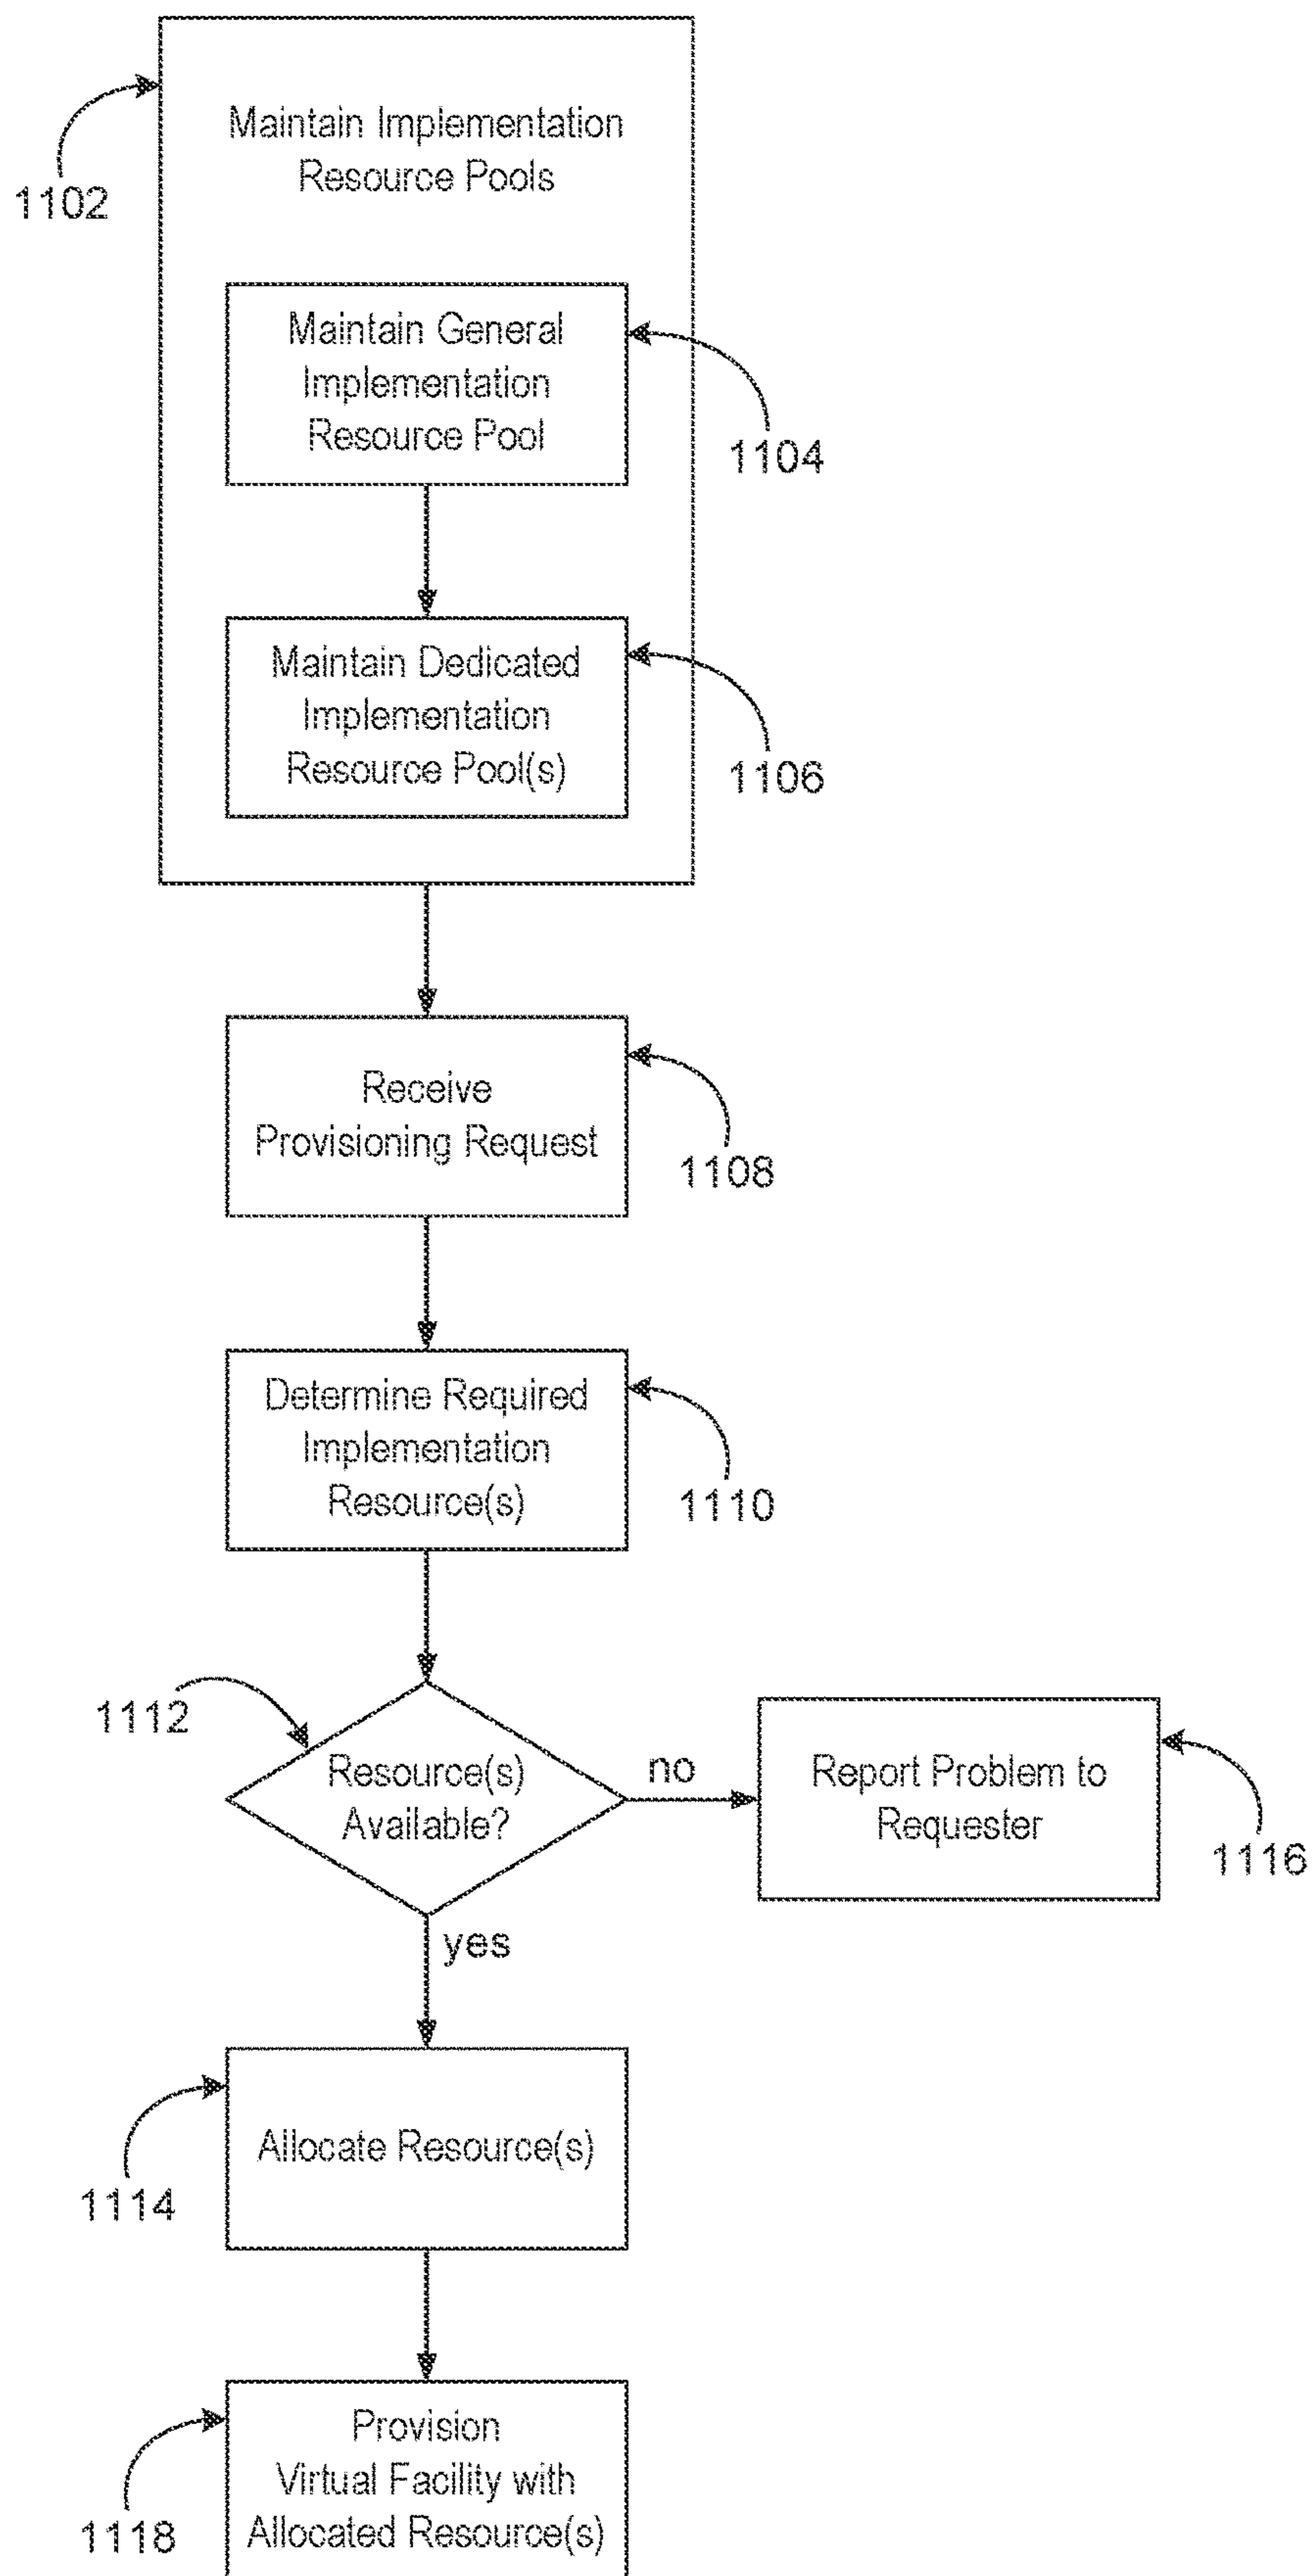 Maintain Implementation
Resource Pools
1102
Maintain General
Implementation
Resource Pool
1104
Maintain Dedicated
Implementation
Resource Pool(s)
1106
Receive
Provisioning Request
1108
Determine Required
Implementation
Resource(s)
1110
1112
Resource(s)
Available?
no
Report Problem to
Requester
1116
yes
Allocate Resource(s)
1114
Provision
Virtual Facility with
Allocated Resource(s)
1118